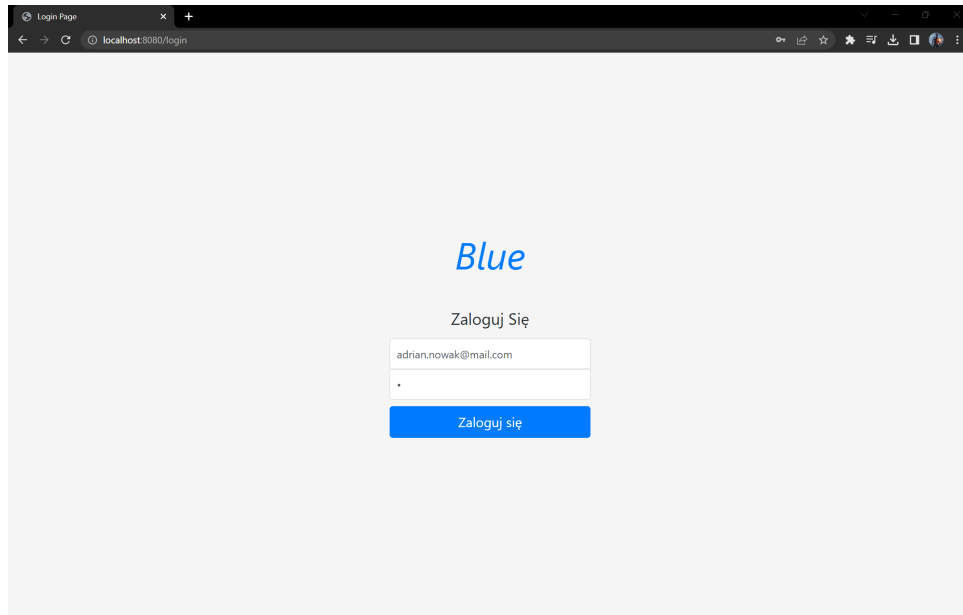 Login Page
localhost:8080/login
Blue
Zaloguj Się
adrian.nowak@mail.com
•
Zaloguj się